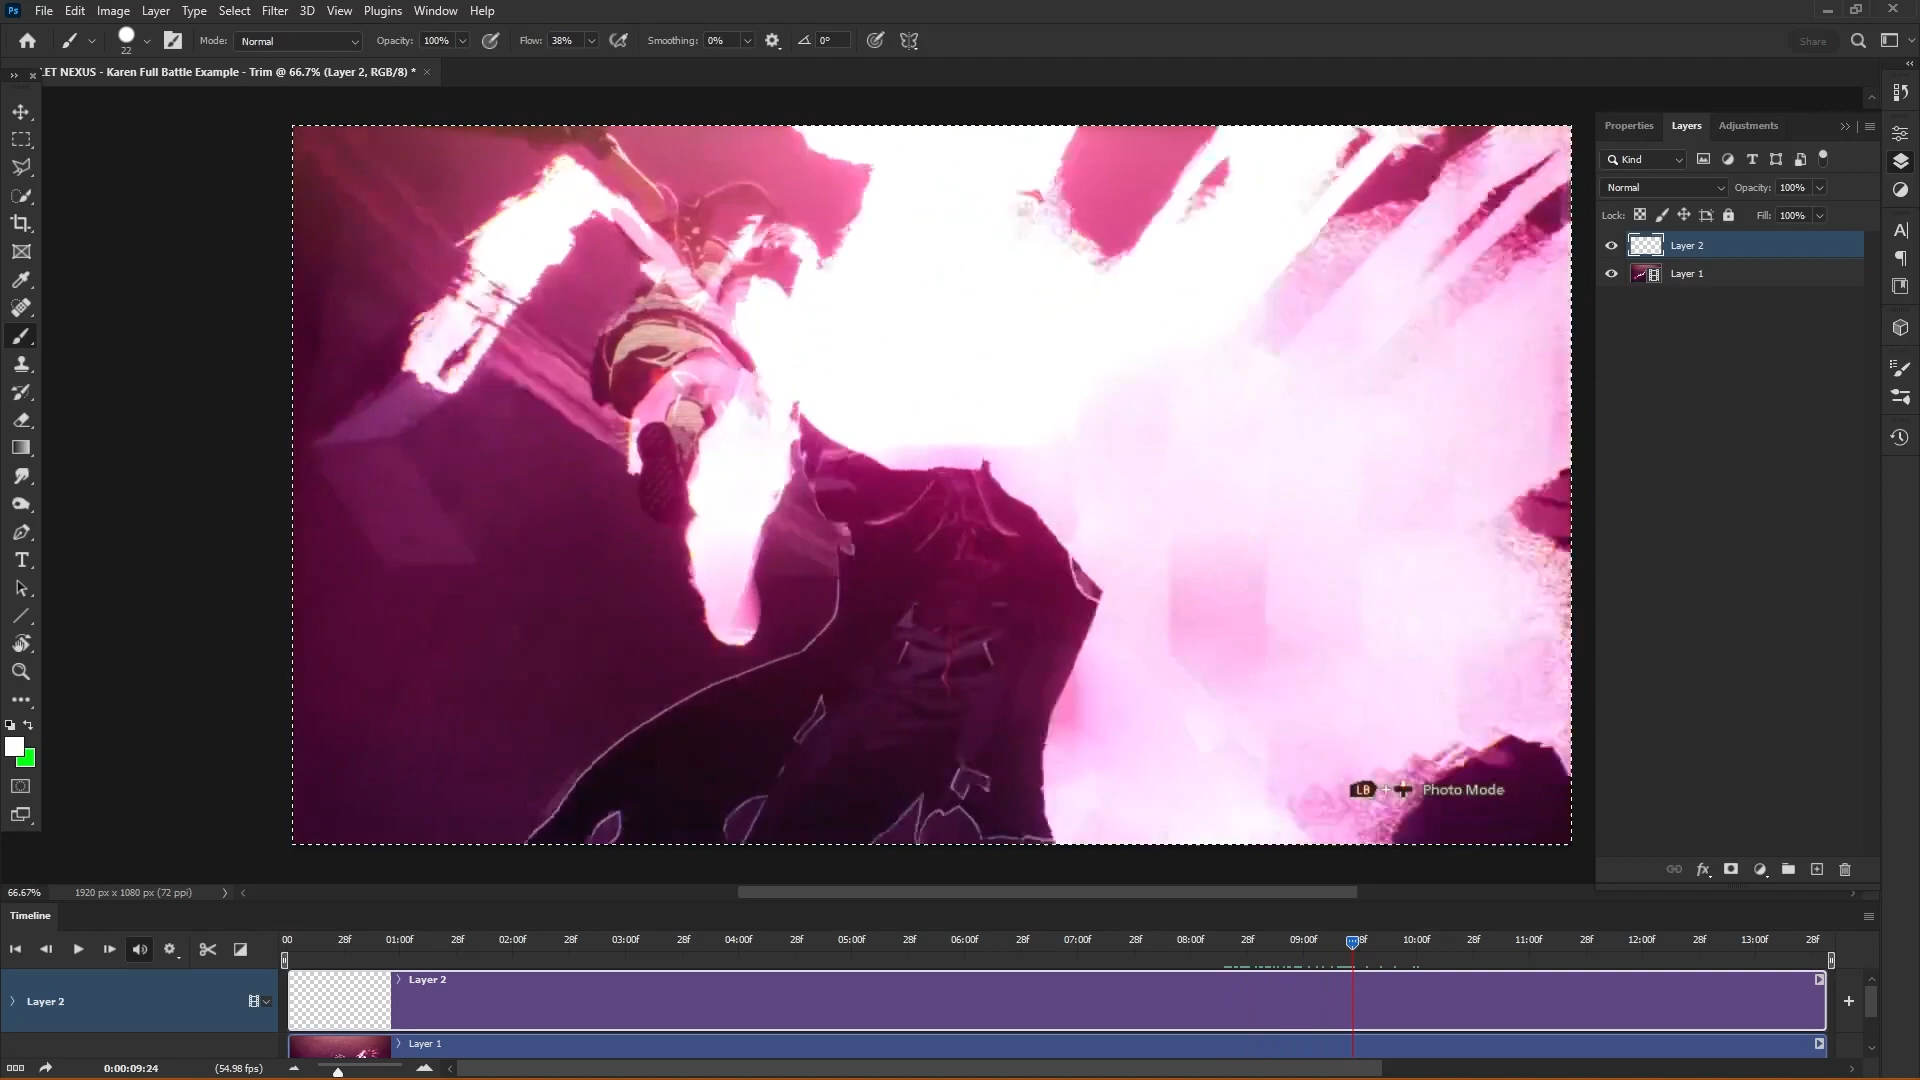 Ps File Edit Image Layer Type Select Filter 3D View Plugins Window Help
22 Mode: Normal Opacity: 100% Flow: 38% Smoothing: 0% 0° Share
LET NEXUS - Karen Full Battle Example - Trim @ 66.7% (Layer 2, RGB/8) *
Properties Layers Adjustments
Kind
Normal Opacity: 100%
Lock: Fill: 100%
Layer 2
Layer 1
LB + Photo Mode
66.67% 1920 px x 1080 px (72 ppi)
Timeline
00 28f 01:00f 28f 02:00f 28f 03:00f 28f 04:00f 28f 05:00f 28f 06:00f 28f 07:00f 28f 08:00f 28f 09:00f 8f 10:00f 28f 11:00f 28f 12:00f 28f 13:00f 28f
Layer 2
Layer 2
Layer 1
0:00:09:24 (54.98 fps)